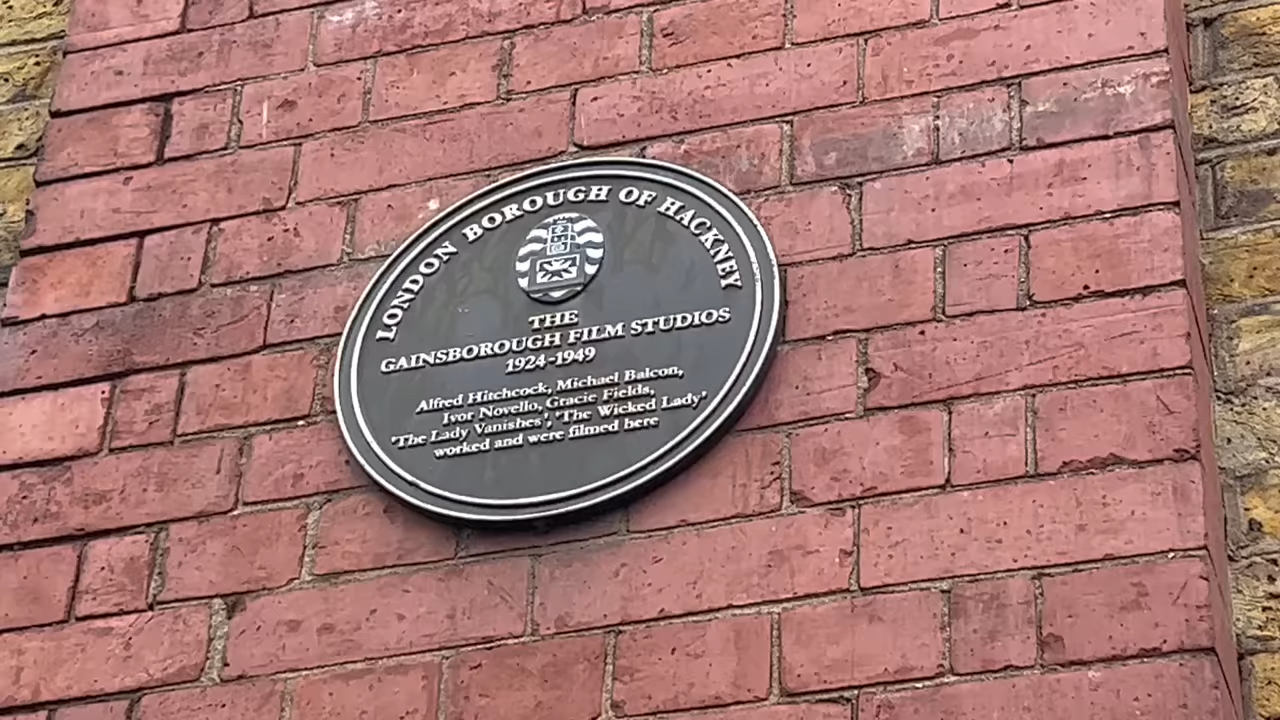 LONDON BOROUGH OF HACKNEY
THE
GAINSBOROUGH FILM STUDIOS
1924-1949
Alfred Hitchcock, Michael Balcon,
Ivor Novello, Gracie Fields,
'The Lady Vanishes', 'The Wicked Lady'
worked and were filmed here